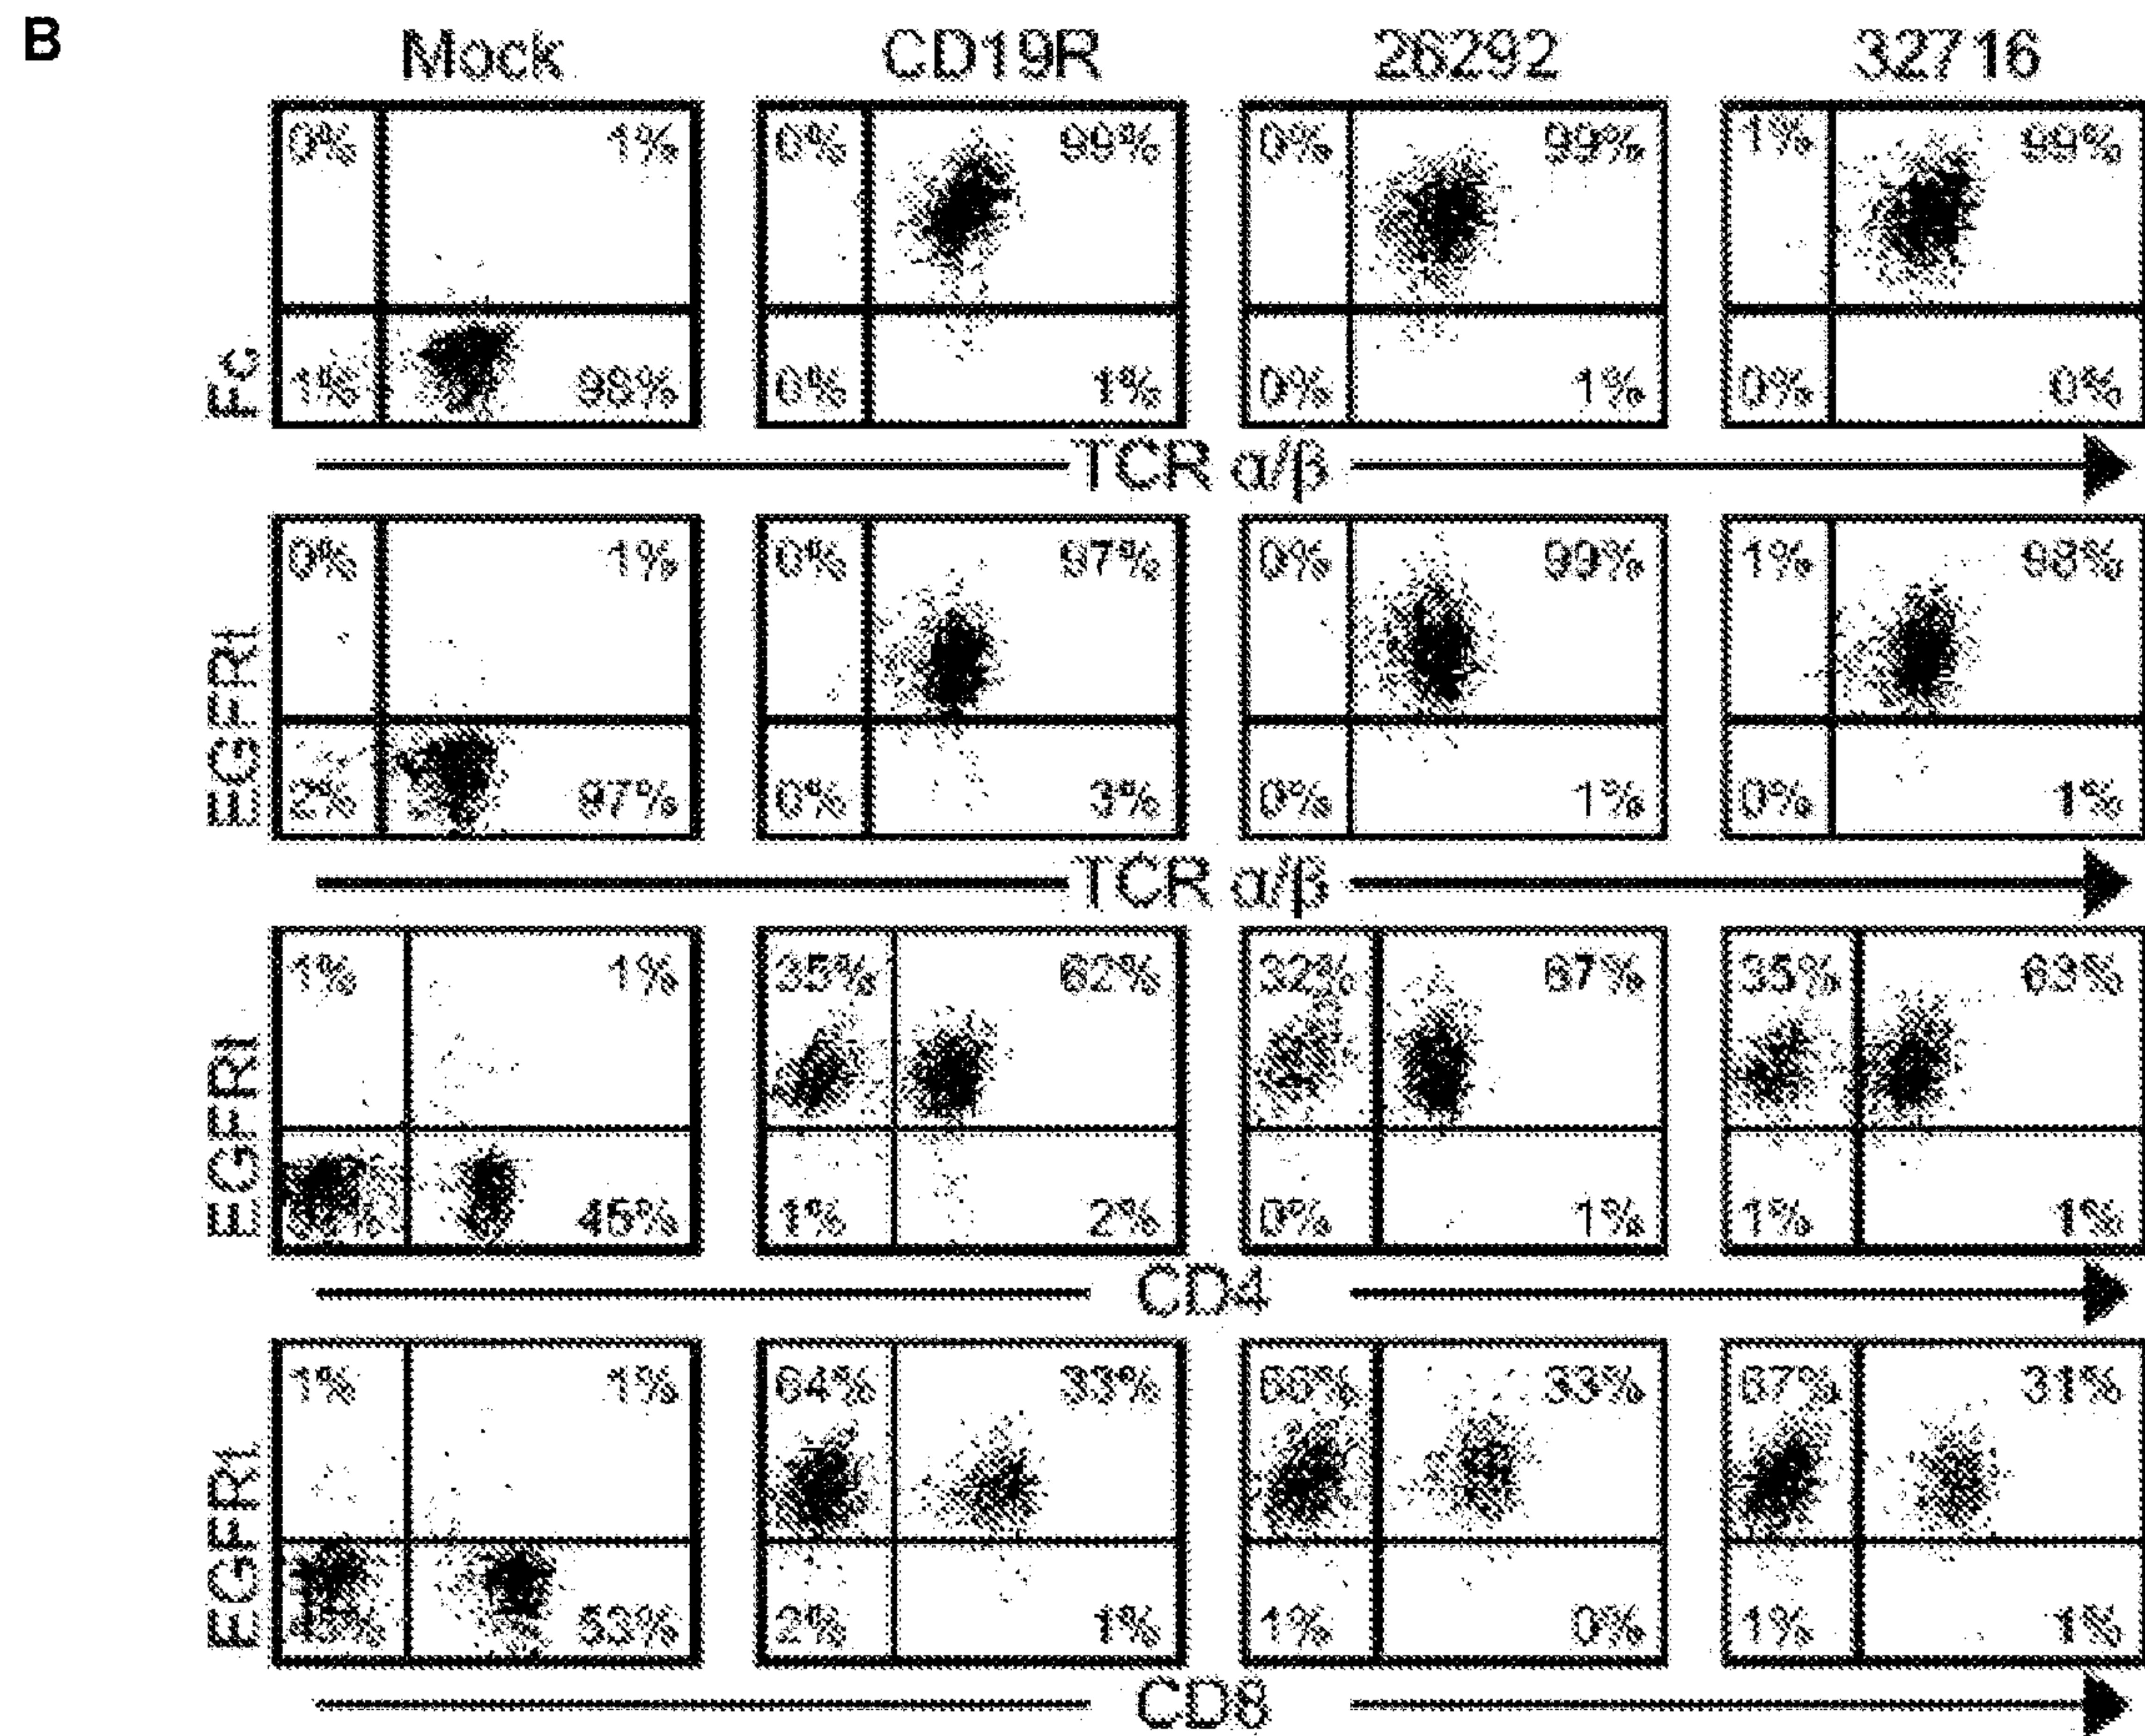 B
Mock CD19R 26292 32716
0% 1% 0% 99% 0% 99% 1% 99%
Fc
1% 98% 0% 1% 0% 1% 0% 0%
TCR α/β
0% 1% 0% 97% 0% 99% 1% 98%
EGFRt
2% 97% 0% 3% 0% 1% 0% 1%
TCR α/β
1% 1% 35% 62% 32% 67% 35% 63%
EGFRt
45% 1% 2% 0% 1% 1% 1%
CD4
1% 1% 64% 33% 66% 33% 67% 31%
EGFRt
53% 2% 1% 1% 0% 1% 1%
CD8